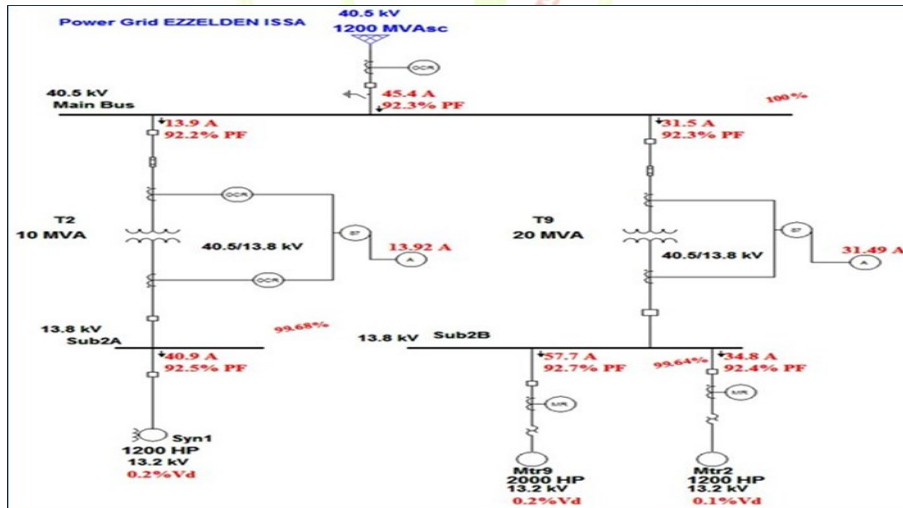 40.5 kV
Power Grid EZZELDEN ISSA
1200 MVAsc
OCR
45.4 A
92.3% PF
40.5 kV
Main Bus
100%
13.9 A
92.2% PF
31.5 A
92.3% PF
OCR
T2
10 MVA
87
40.5/13.8 kV
13.92 A
A
OCR
T9
20 MVA
87
40.5/13.8 kV
31.49 A
A
13.8 kV
Sub2A
99.68%
13.8 kV
Sub2B
40.9 A
92.5% PF
57.7 A
92.7% PF
99.64%
34.8 A
92.4% PF
MR
MR
Syn1
1200 HP
13.2 kV
0.2%Vd
Mtr9
2000 HP
13.2 kV
0.2%Vd
Mtr2
1200 HP
13.2 kV
0.1%Vd